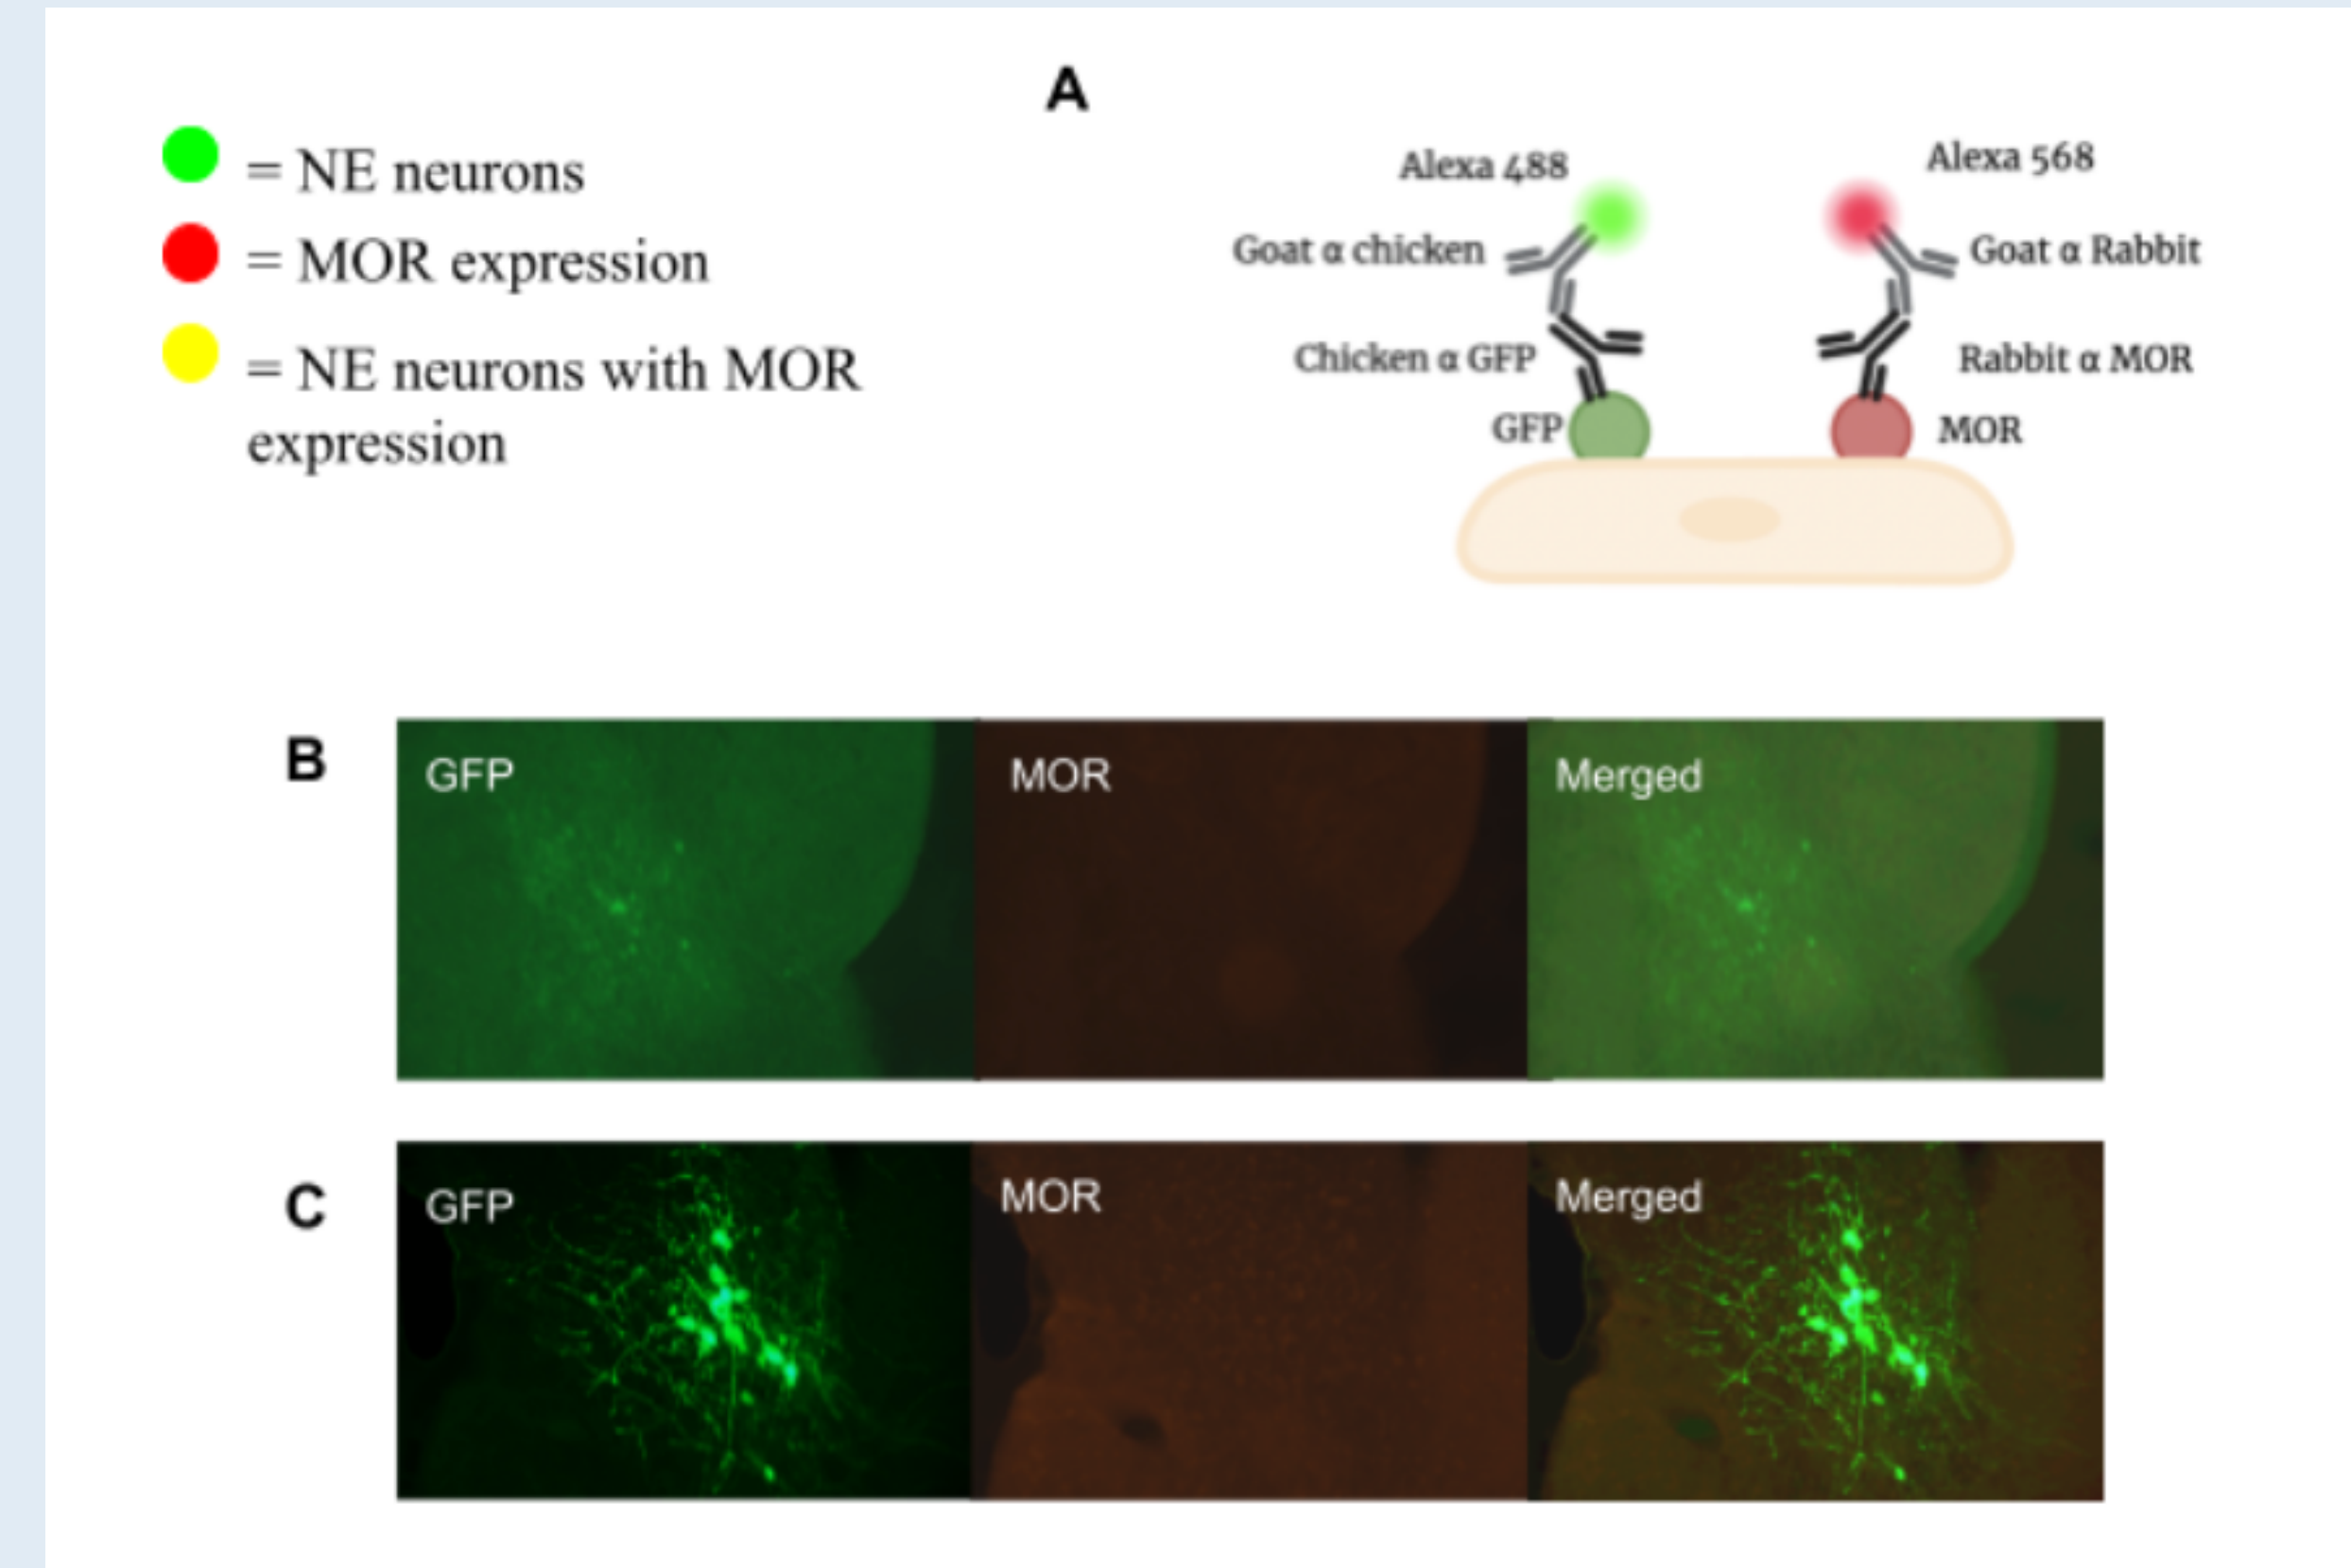 = NE neurons
= MOR expression
= NE neurons with MOR
expression
A
Alexa 488
Alexa 568
Goat α chicken
Goat α Rabbit
Chicken α GFP
Rabbit α MOR
GFP
MOR
B
GFP
MOR
Merged
C
GFP
MOR
Merged